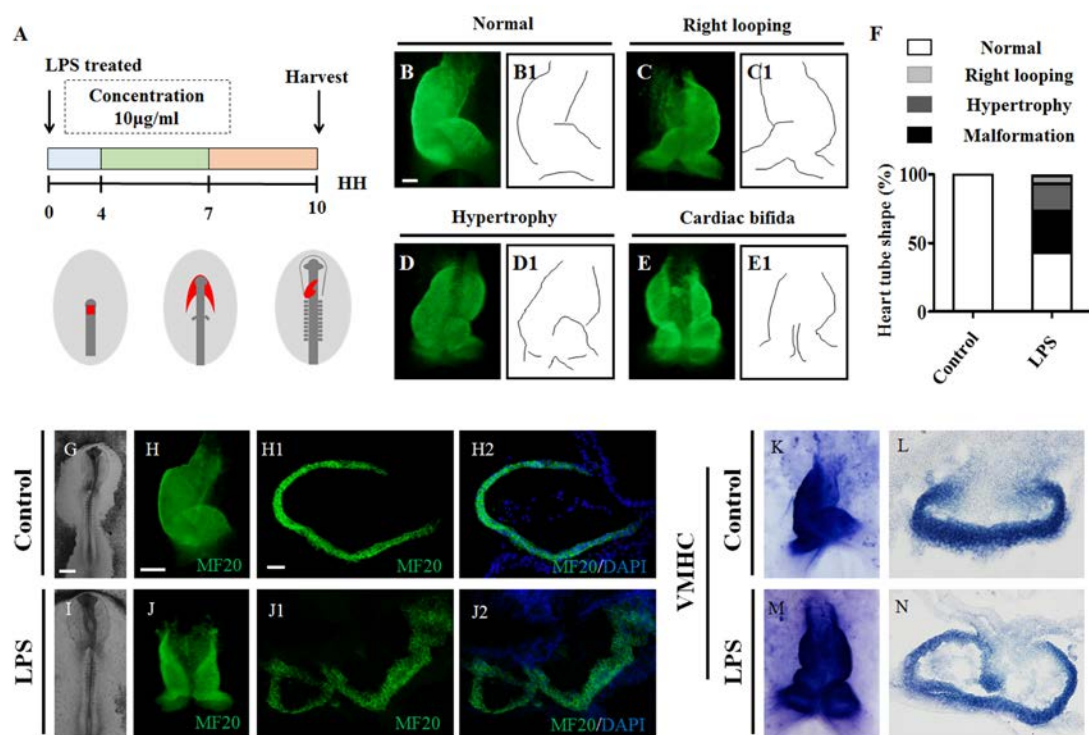 A
LPS treated
Concentration
10μg/ml
Harvest
HH
0
4
7
10
Normal
Right looping
B
B1
C
C1
Hypertrophy
Cardiac bifida
D
D1
E
E1
F
Normal
Right looping
Hypertrophy
Malformation
Heart tube shape (%)
100
50
0
Control
LPS
Control
G
H
MF20
H1
MF20
H2
MF20/DAPI
LPS
I
J
MF20
J1
MF20
J2
MF20/DAPI
VMHC
Control
K
L
LPS
M
N